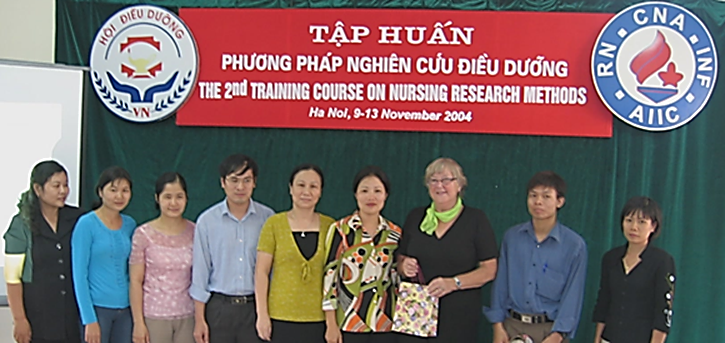 HỘI ĐIỀU DƯỠNG
VN
TẬP HUẤN
PHƯƠNG PHÁP NGHIÊN CỨU ĐIỀU DƯỠNG
THE 2nd TRAINING COURSE ON NURSING RESEARCH METHODS
Ha Noi, 9-13 November 2004
RN CNA INF
AIIC